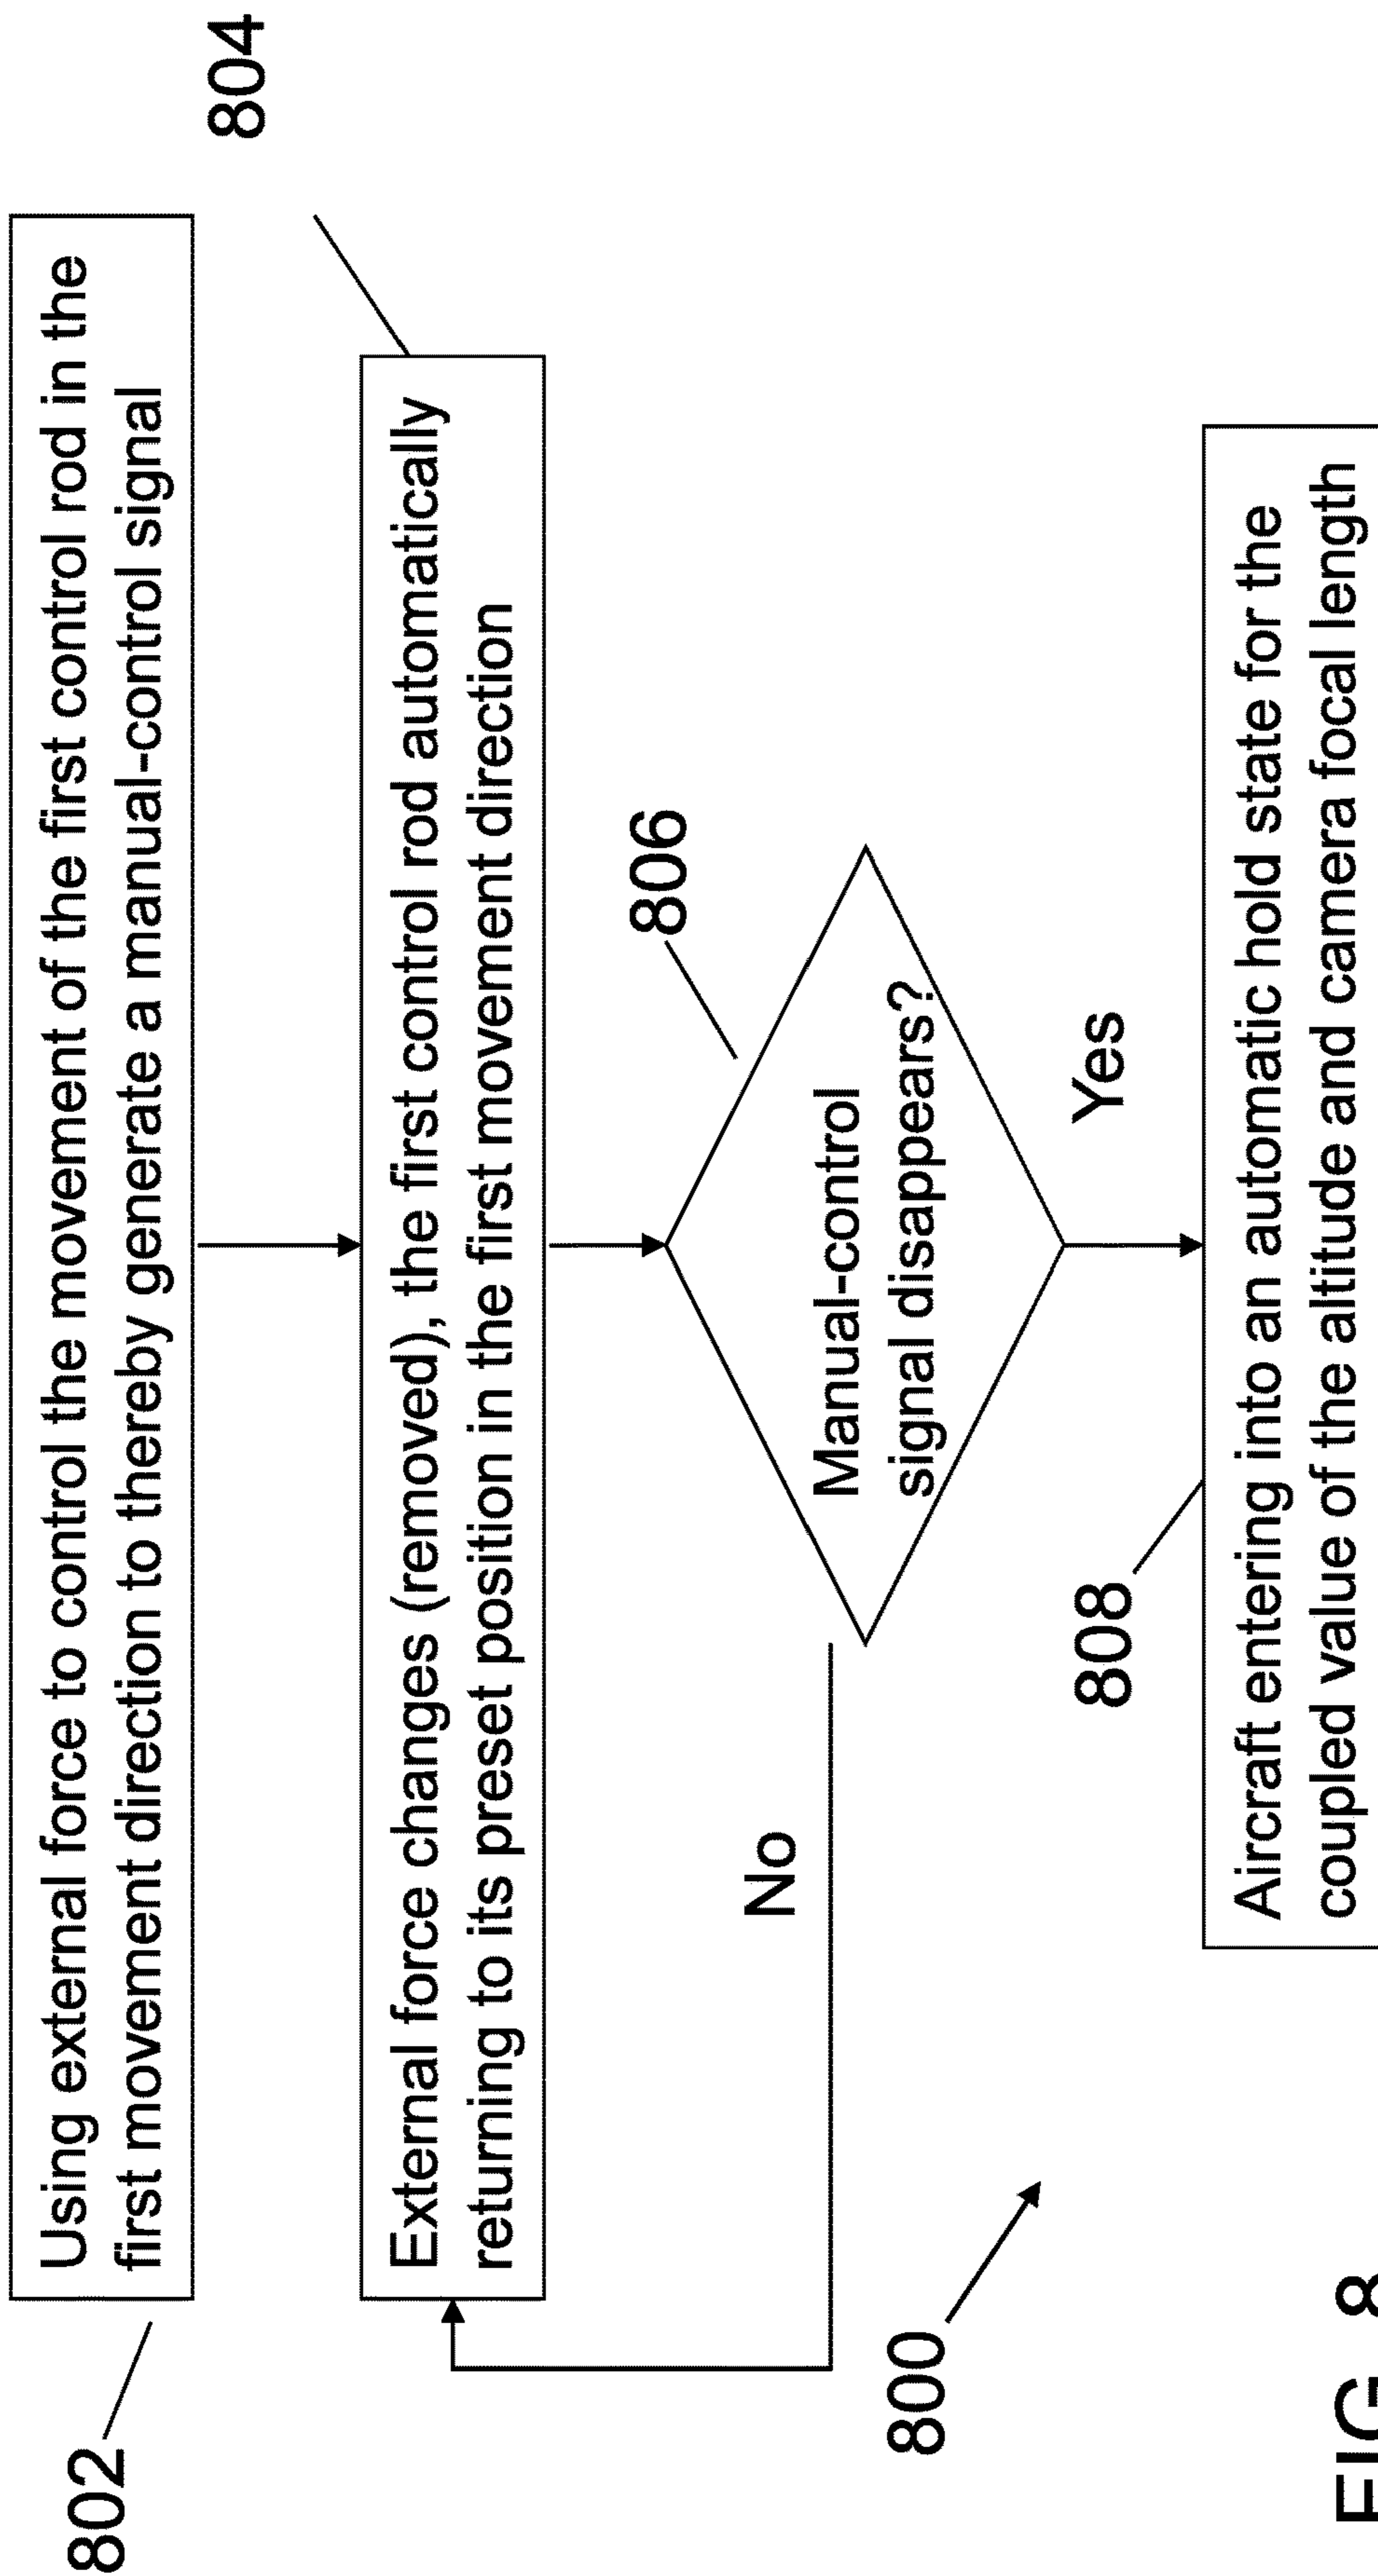 802
Using external force to control the movement of the first control rod in the
first movement direction to thereby generate a manual-control signal
804
External force changes (removed), the first control rod automatically
returning to its preset position in the first movement direction
806
Manual-control
signal disappears?
No
Yes
800
808
Aircraft entering into an automatic hold state for the
coupled value of the altitude and camera focal length
FIG. 8